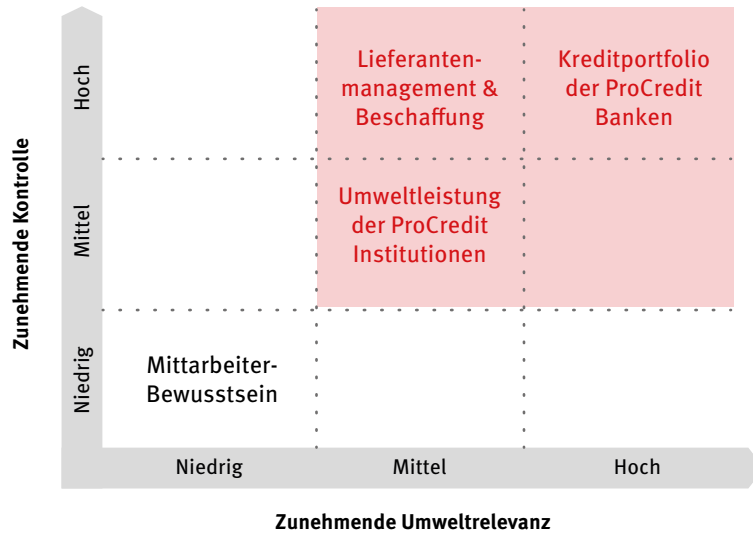 Zunehmende Kontrolle
Hoch
Mittel
Niedrig
Lieferanten-
management &
Beschaffung
Kreditportfolio
der ProCredit
Banken
Umweltleistung
der ProCredit
Institutionen
Mittarbeiter-
Bewusstsein
Niedrig
Mittel
Hoch
Zunehmende Umweltrelevanz